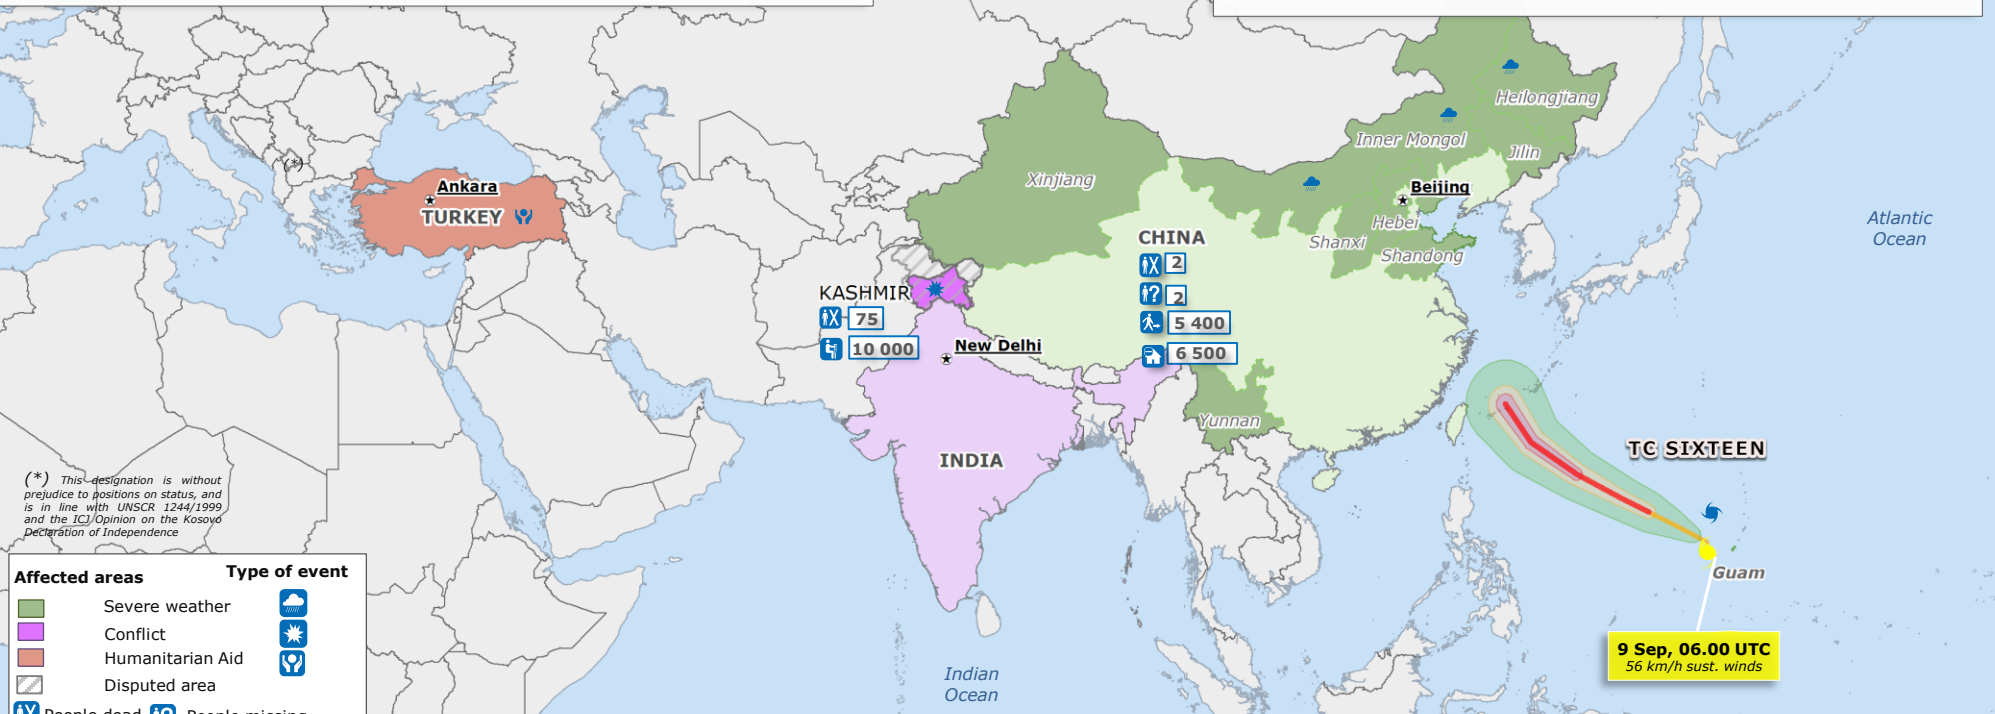 Heilongjiang
Inner Mongol
Jilin
(*)
Ankara
TURKEY
Xinjiang
Beijing
Hebei
Shanxi
Shandong
Atlantic
Ocean
CHINA
2
2
5 400
6 500
KASHMIR
75
10 000
New Delhi
Yunnan
INDIA
TC SIXTEEN
Guam
9 Sep, 06.00 UTC
56 km/h sust. winds
Indian
Ocean
(*) This designation is without
prejudice to positions on status, and
is in line with UNSCR 1244/1999
and the ICJ Opinion on the Kosovo
Declaration of Independence
Affected areas
Type of event
Severe weather
Conflict
Humanitarian Aid
Disputed area
People dead
People missing